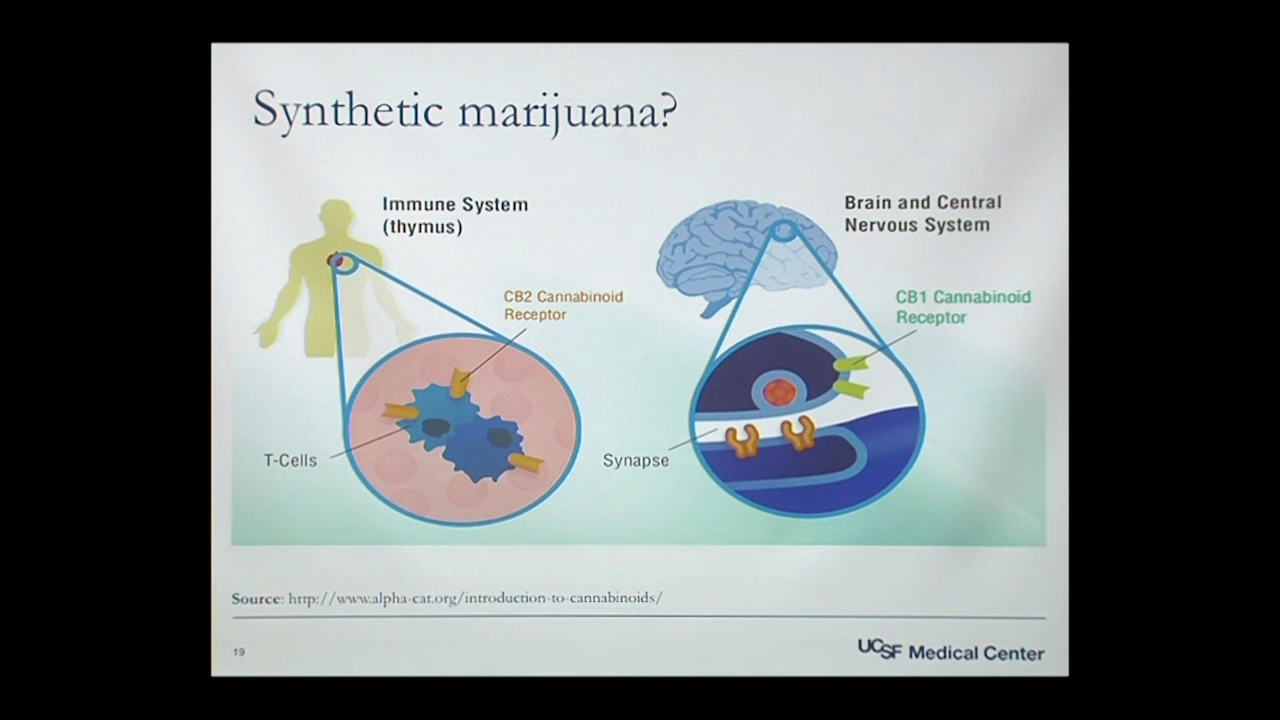 Synthetic marijuana?
Immune System
(thymus)
CB2 Cannabinoid
Receptor
T-Cells
Brain and Central
Nervous System
CB1 Cannabinoid
Receptor
Synapse
Source: http://www.alpha-cat.org/introduction-to-cannabinoids/
19
UCSF Medical Center